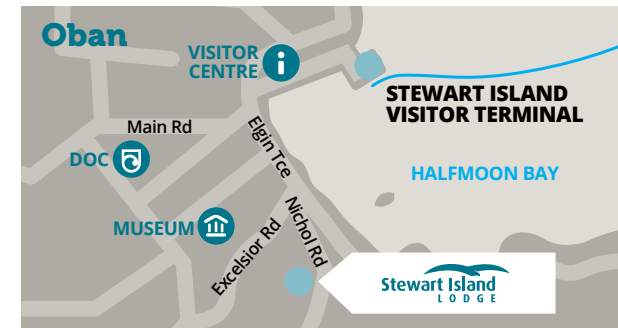 Oban
VISITOR
CENTRE
STEWART ISLAND
VISITOR TERMINAL
Main Rd
Elgin Tce
DOC
HALFMOON BAY
MUSEUM
Excelsior Rd
Nichol Rd
Stewart Island
LODGE